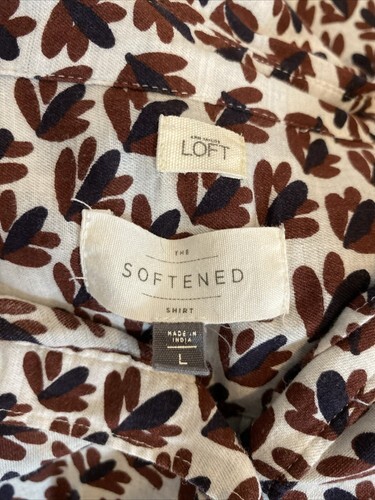 ANN TAYLOR
LOFT
THE
SOFTENED
SHIRT
MADE IN
INDIA
L